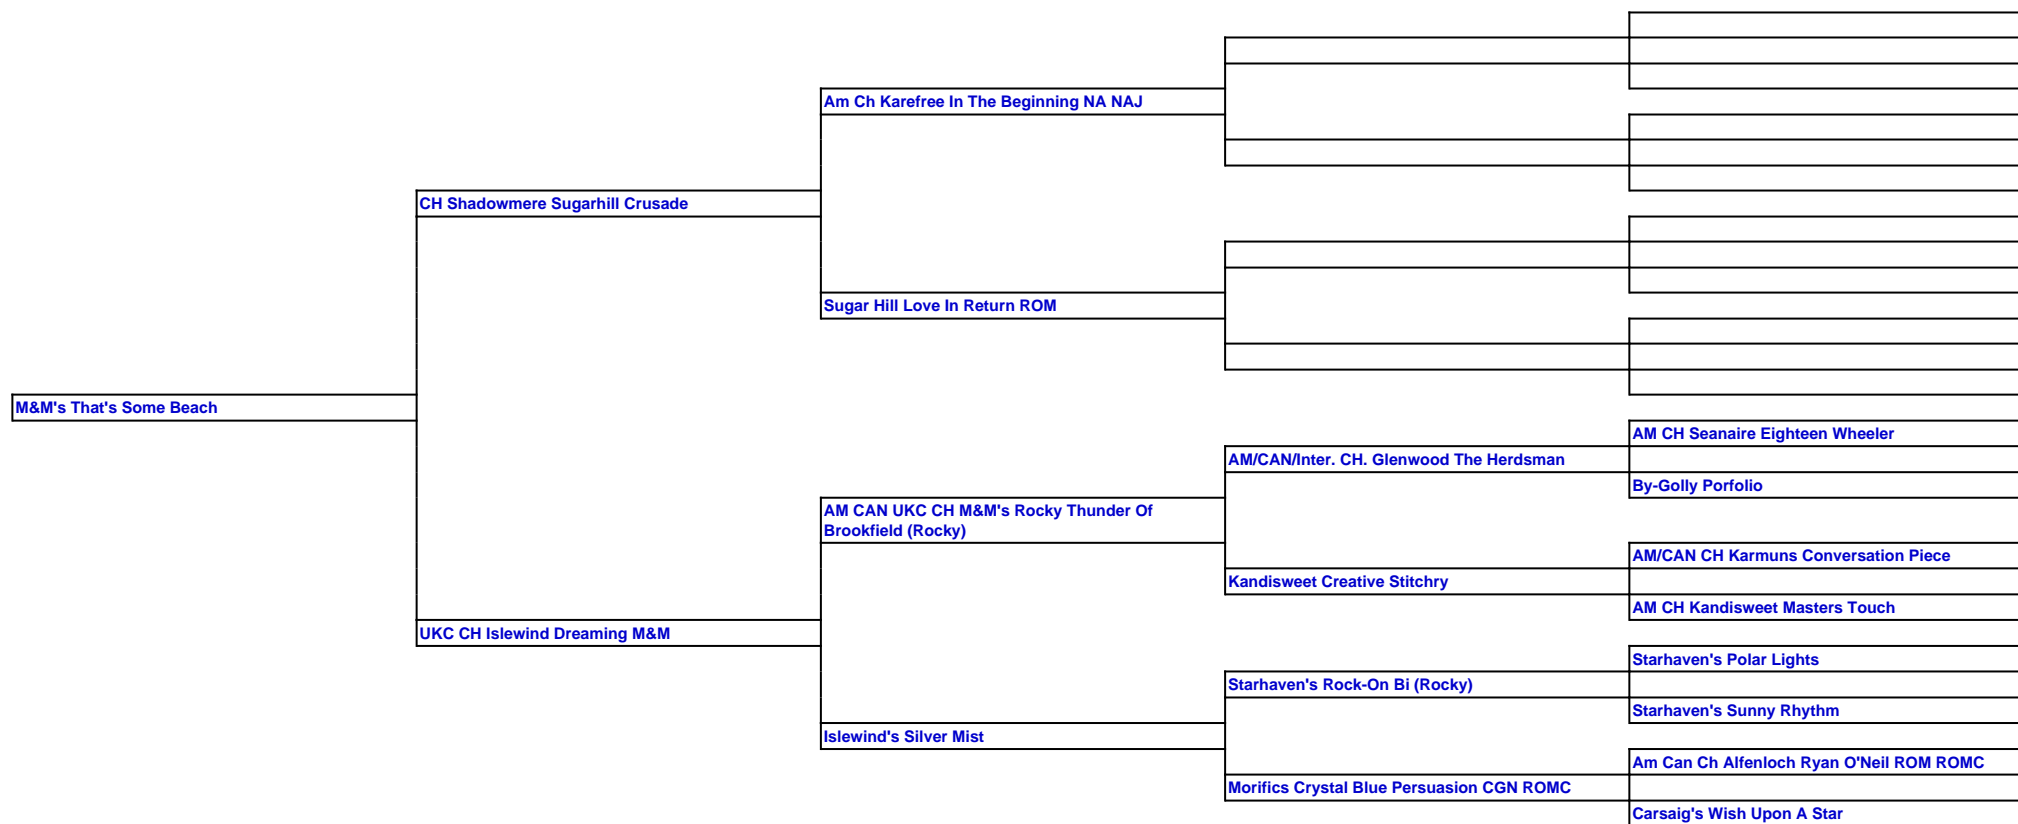 Am Ch Karefree In The Beginning NA NAJ
CH Shadowmere Sugarhill Crusade
Sugar Hill Love In Return ROM
M&M's That's Some Beach
AM CH Seanaire Eighteen Wheeler
AM/CAN/Inter. CH. Glenwood The Herdsman
By-Golly Porfolio
AM CAN UKC CH M&M's Rocky Thunder Of
Brookfield (Rocky)
AM/CAN CH Karmuns Conversation Piece
Kandisweet Creative Stitchry
AM CH Kandisweet Masters Touch
UKC CH Islewind Dreaming M&M
Starhaven's Polar Lights
Starhaven's Rock-On Bi (Rocky)
Starhaven's Sunny Rhythm
Islewind's Silver Mist
Am Can Ch Alfenloch Ryan O'Neil ROM ROMC
Morifics Crystal Blue Persuasion CGN ROMC
Carsaig's Wish Upon A Star